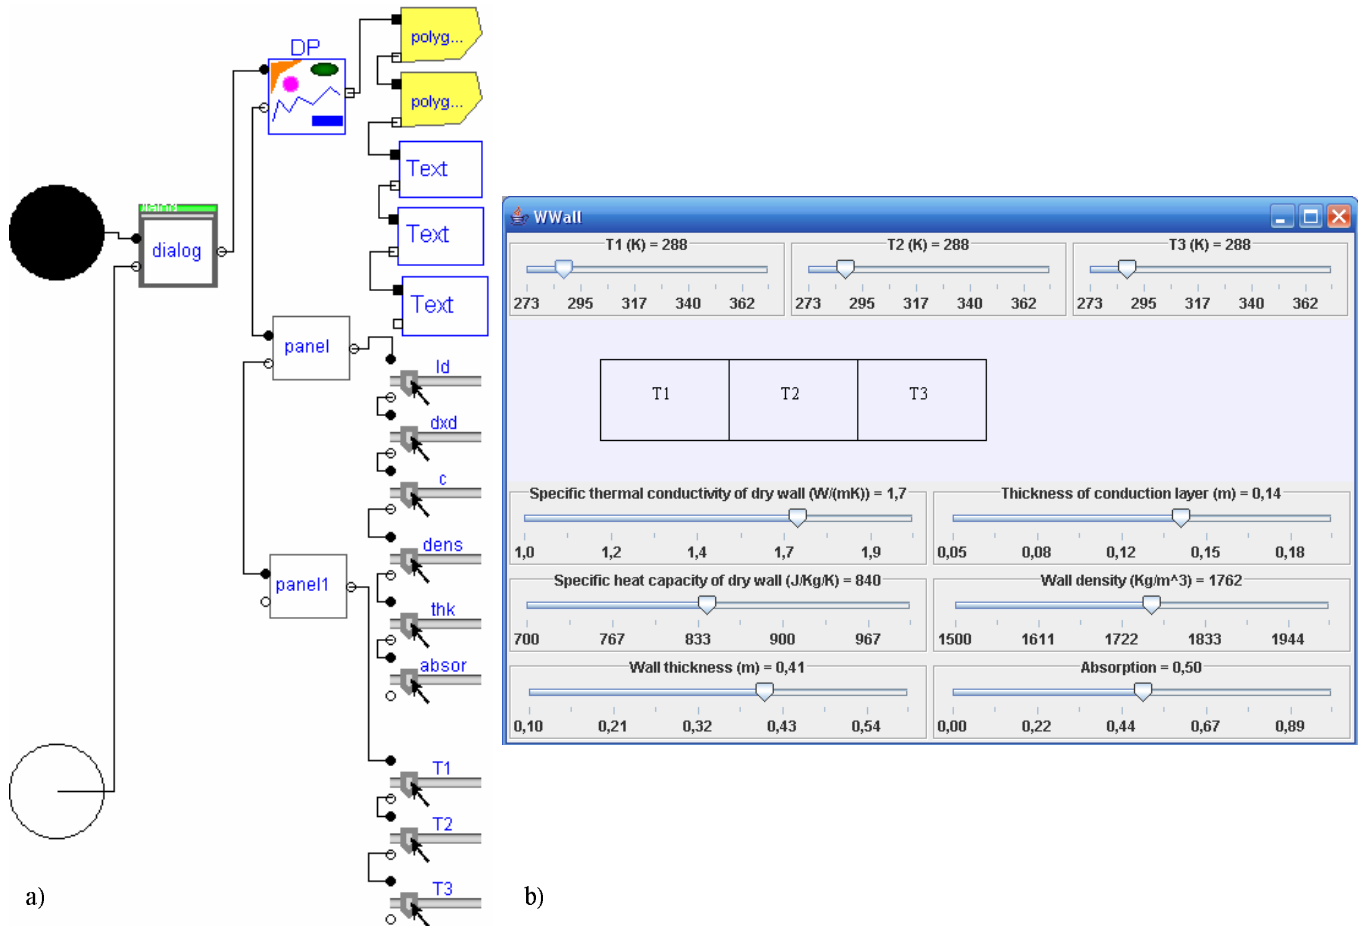 DP
polyg...
polyg...
Text
Text
Text
dialog
panel
ld
dxd
c
dens
panel1
thk
absor
T1
T2
T3
a)
WWall
T1 (K) = 288
273 295 317 340 362
T2 (K) = 288
273 295 317 340 362
T3 (K) = 288
273 295 317 340 362
T1 T2 T3
Specific thermal conductivity of dry wall (W/(mK)) = 1,7
1,0 1,2 1,4 1,7 1,9
Thickness of conduction layer (m) = 0,14
0,05 0,08 0,12 0,15 0,18
Specific heat capacity of dry wall (J/Kg/K) = 840
700 767 833 900 967
Wall density (Kg/m^3) = 1762
1500 1611 1722 1833 1944
Wall thickness (m) = 0,41
0,10 0,21 0,32 0,43 0,54
Absorption = 0,50
0,00 0,22 0,44 0,67 0,89
b)